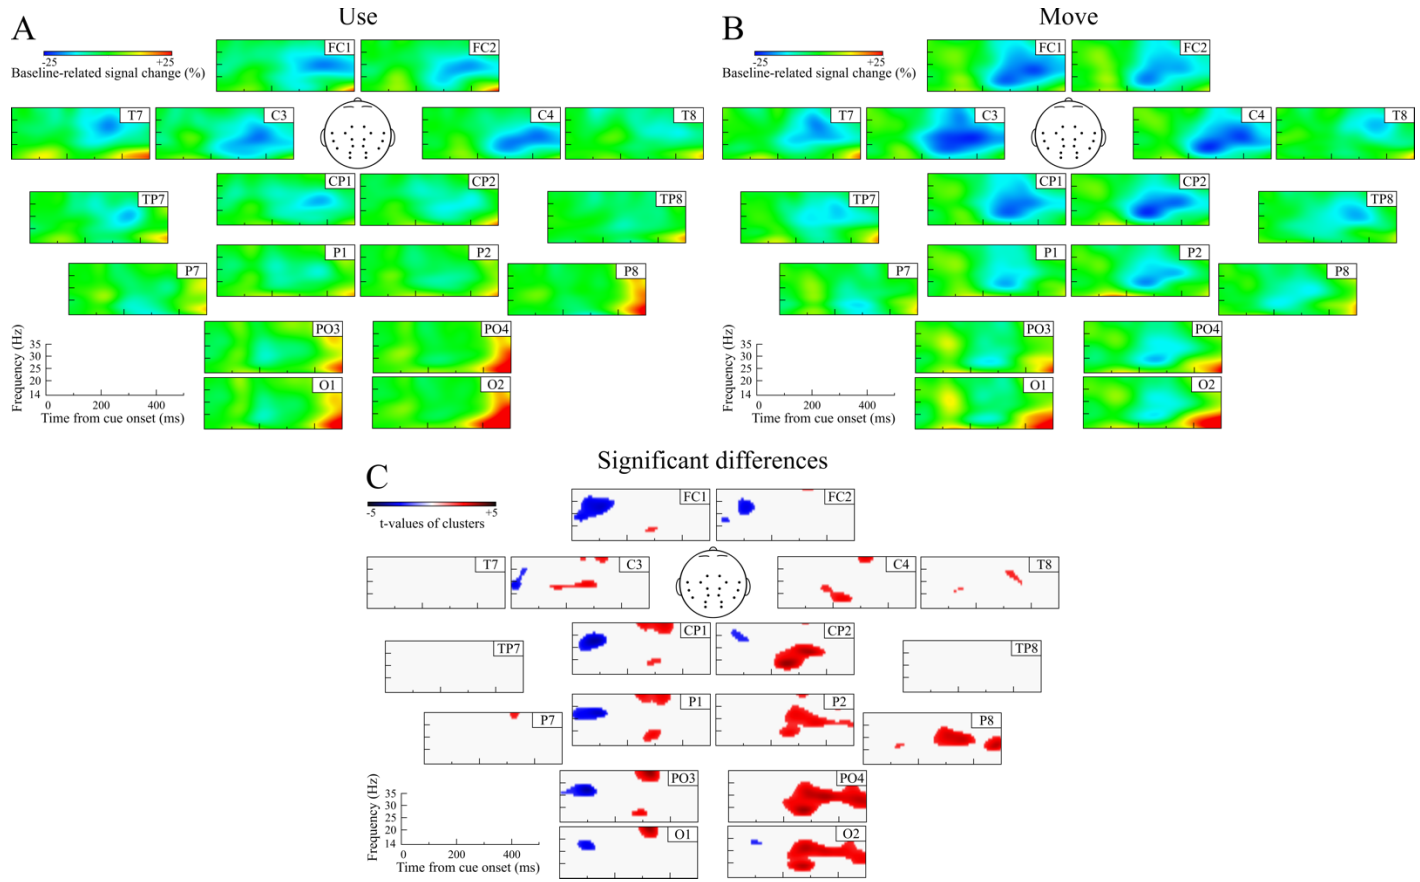 A
Use
-25
+25
Baseline-related signal change (%)
FC1
FC2
T7
C3
C4
T8
CP1
CP2
TP7
TP8
P1
P2
P7
P8
PO3
PO4
O1
O2
Frequency (Hz)
35
30
25
20
14
0
200
400
Time from cue onset (ms)
B
Move
-25
+25
Baseline-related signal change (%)
FC1
FC2
T7
C3
C4
T8
CP1
CP2
TP7
TP8
P1
P2
P7
P8
PO3
PO4
O1
O2
Frequency (Hz)
35
30
25
20
14
0
200
400
Time from cue onset (ms)
C
Significant differences
-5
+5
t-values of clusters
FC1
FC2
T7
C3
C4
T8
CP1
CP2
TP7
TP8
P1
P2
P7
P8
PO3
PO4
O1
O2
Frequency (Hz)
35
30
25
20
14
0
200
400
Time from cue onset (ms)